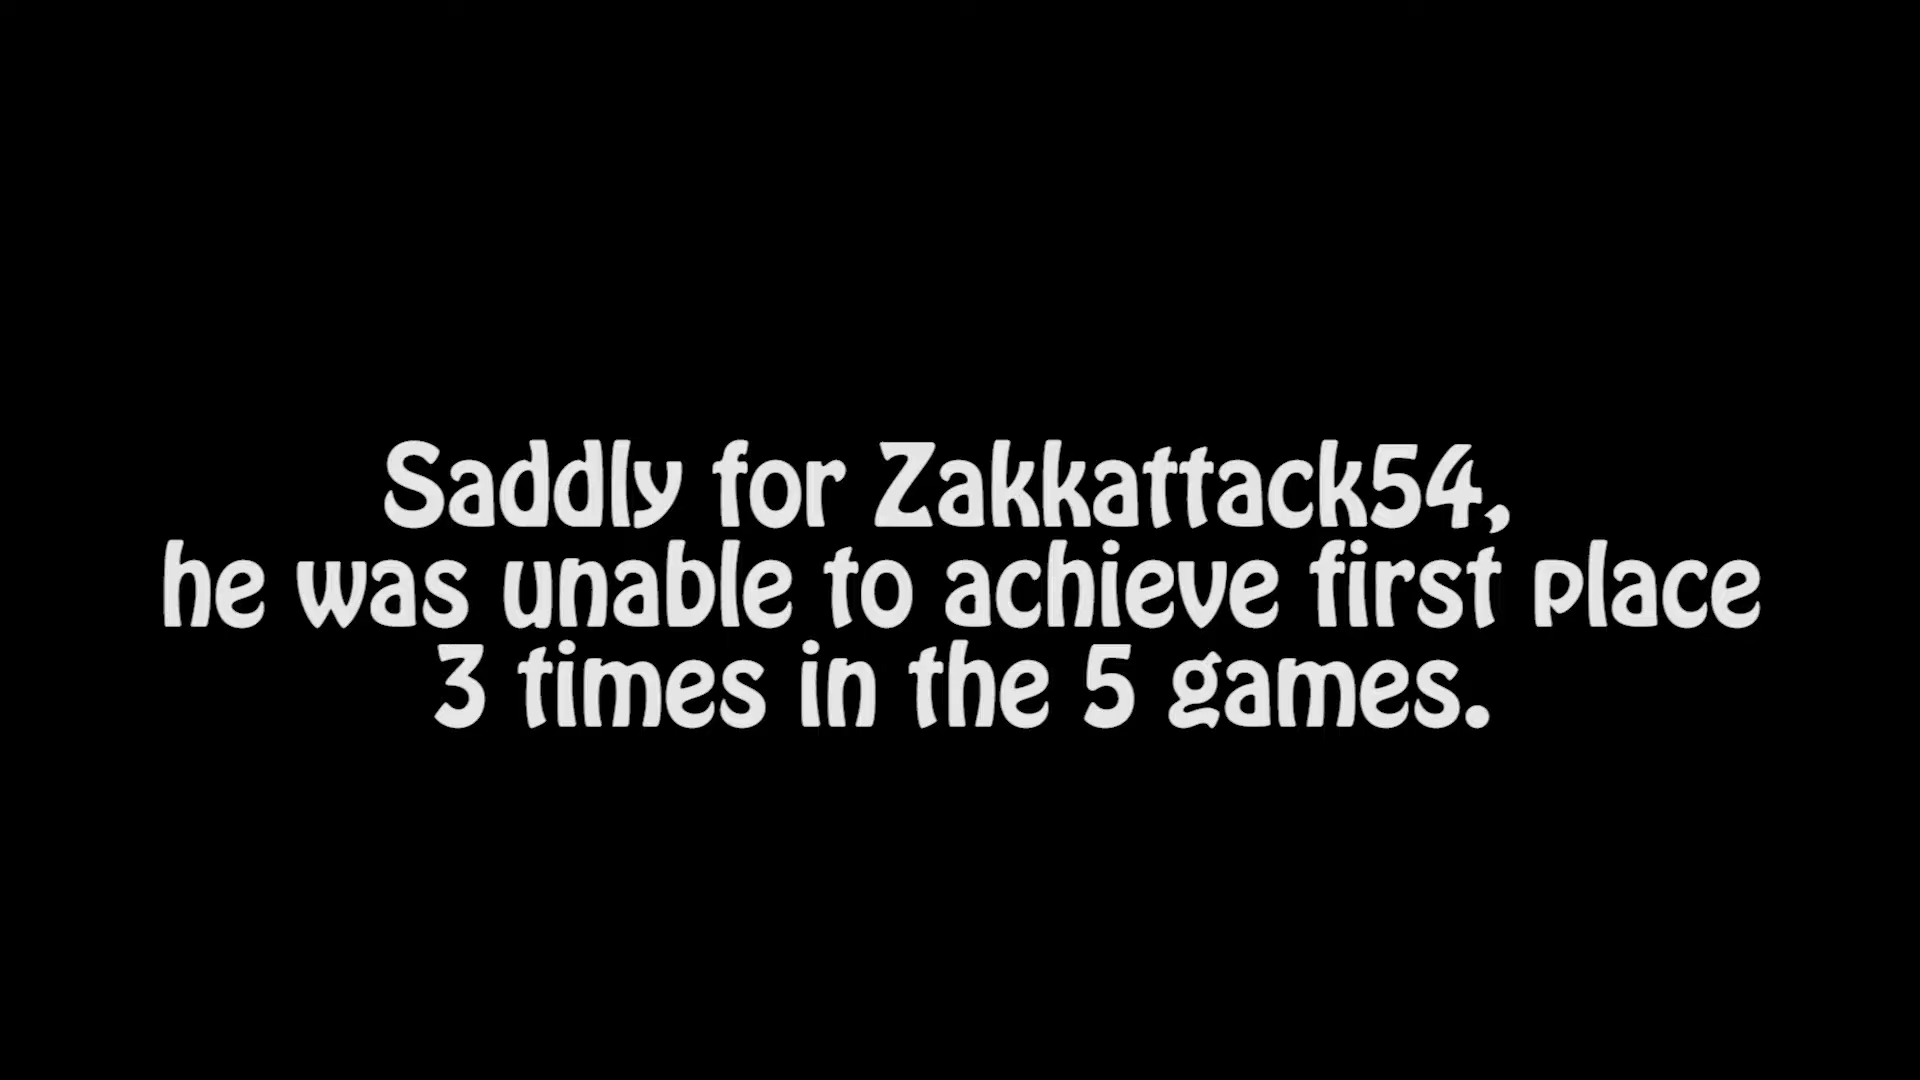 Saddly for Zakkattack54,
he was unable to achieve first place
3 times in the 5 games.